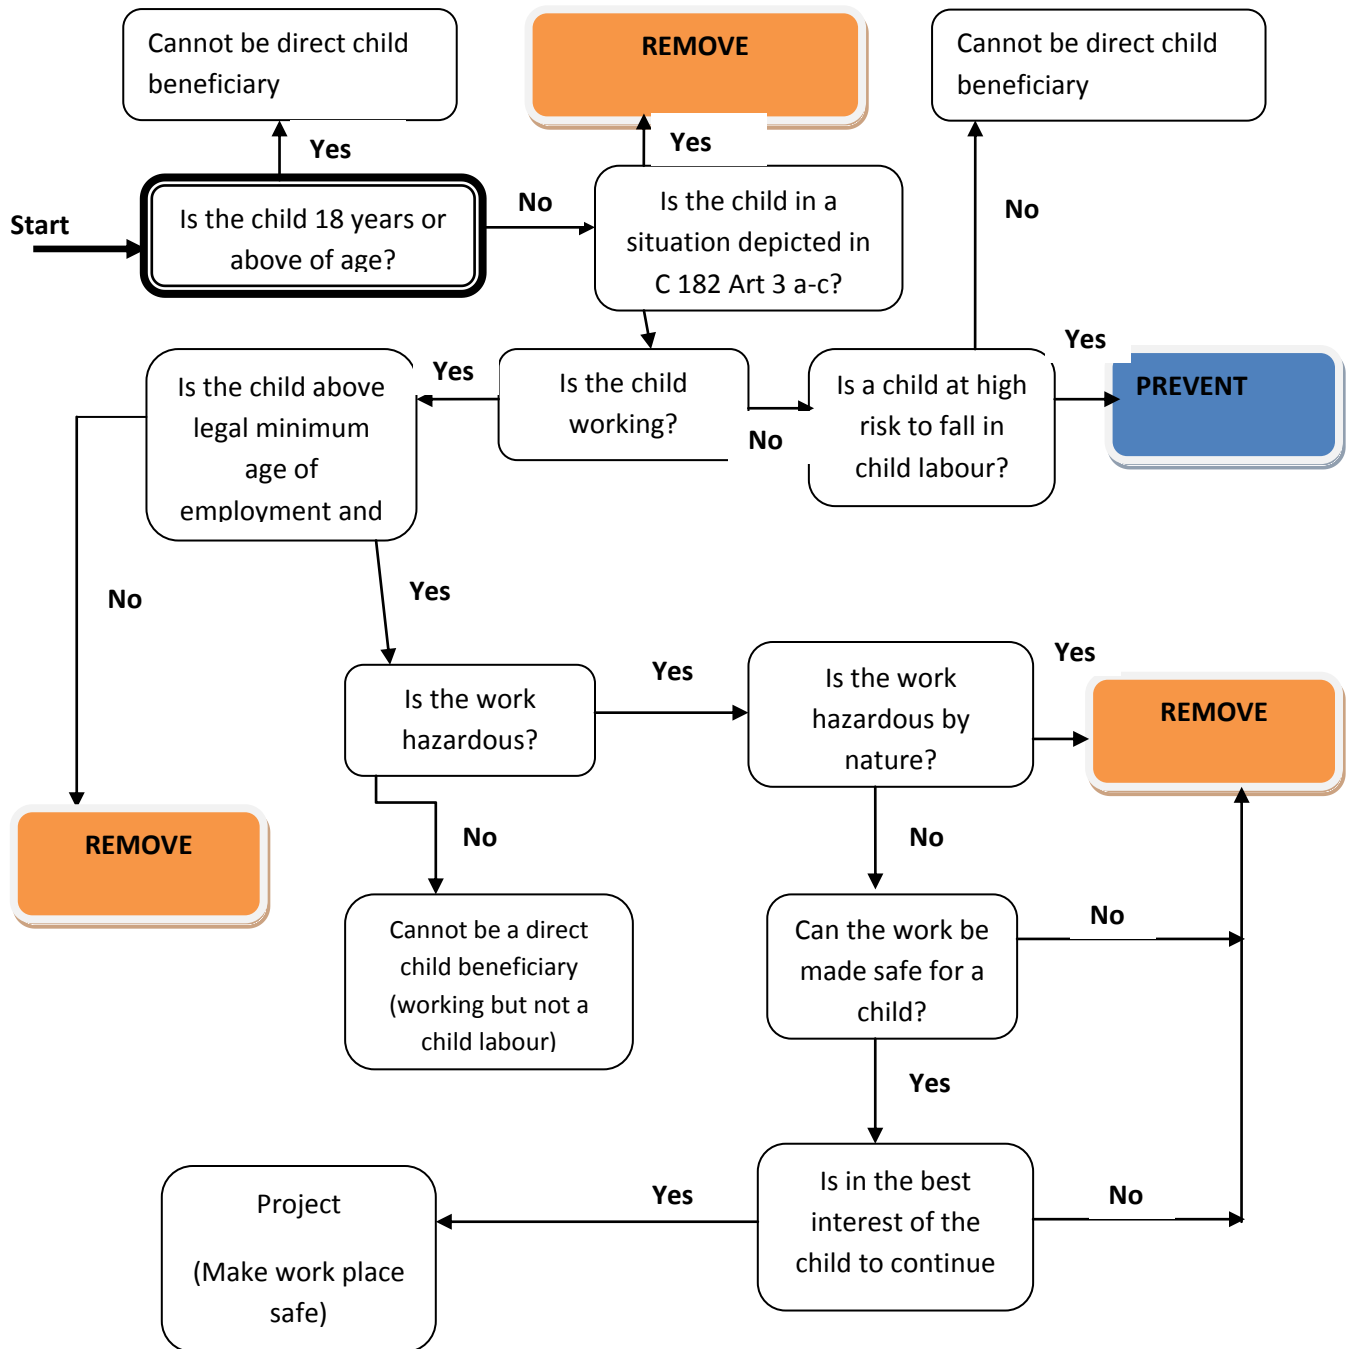 Cannot be direct child
beneficiary
REMOVE
Cannot be direct child
beneficiary
Yes
Yes
Start
Is the child 18 years or
above of age?
No
Is the child in a
situation depicted in
C 182 Art 3 a-c?
No
Is the child above
legal minimum
age of
employment and
Yes
Is the child
working?
No
Is a child at high
risk to fall in
child labour?
Yes
PREVENT
No
Yes
Is the work
hazardous?
Yes
Is the work
hazardous by
nature?
Yes
REMOVE
REMOVE
No
No
Cannot be a direct
child beneficiary
(working but not a
child labour)
Can the work be
made safe for a
child?
No
Yes
Project
(Make work place
safe)
Yes
Is in the best
interest of the
child to continue
No